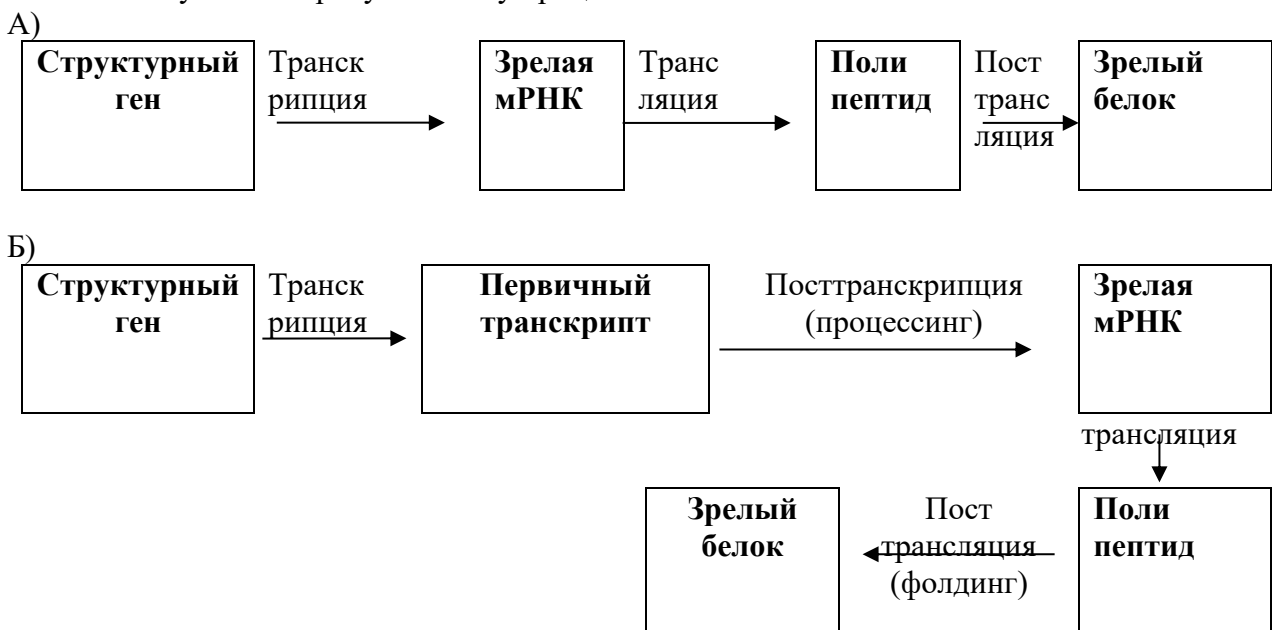 А)
Структурный ген
Транск
рипция
Зрелая мРНК
Транс
ляция
Поли
пептид
Пост
транс
ляция
Зрелый белок
Б)
Структурный ген
Транск
рипция
Первичный транскрипт
Посттранскрипция
(процессинг)
Зрелая мРНК
трансляция
Зрелый белок
Пост
трансляция
(фолдинг)
Поли
пептид